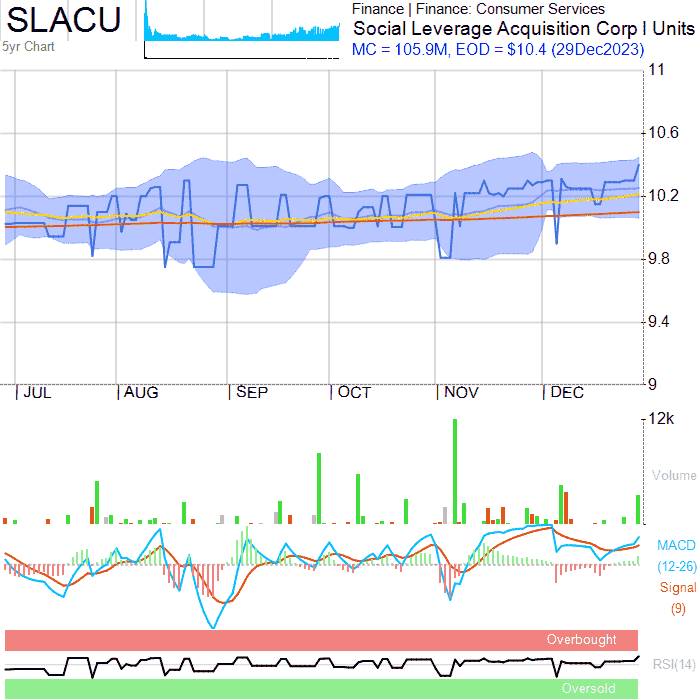 SLACU
5yr Chart
Finance | Finance: Consumer Services
Social Leverage Acquisition Corp I Units
MC = 105.9M, EOD = $10.4 (29Dec2023)
11
10.6
10.2
9.8
9.4
9
JUL AUG SEP OCT NOV DEC
12k
Volume
MACD
(12-26)
Signal
(9)
Overbought
RSI(14)
Oversold